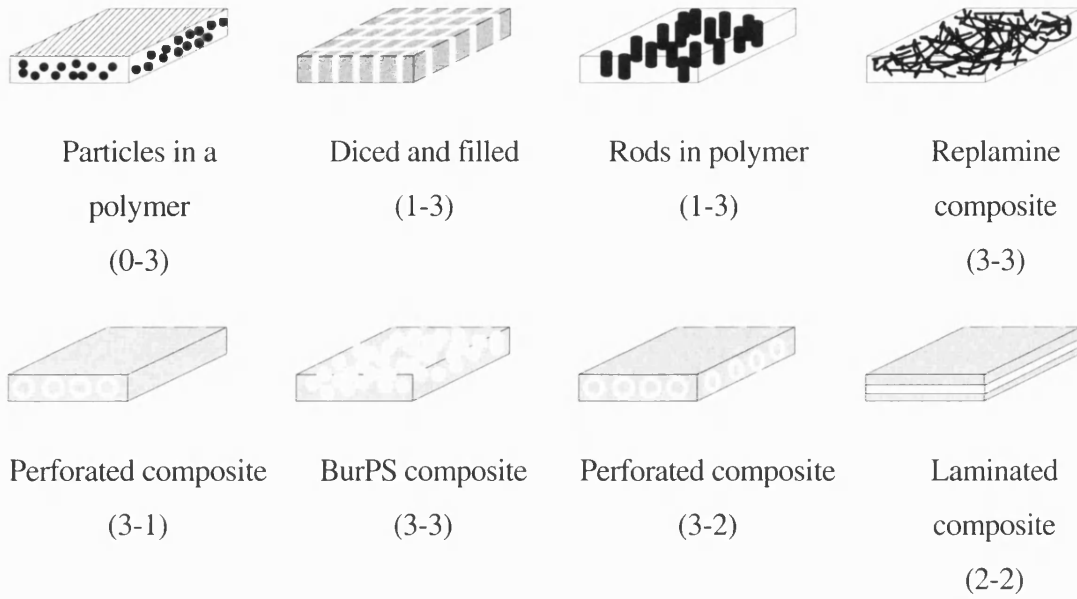 Particles in a
polymer
(0-3)
Diced and filled
(1-3)
Rods in polymer
(1-3)
Replamine
composite
(3-3)
Perforated composite
(3-1)
BurPS composite
(3-3)
Perforated composite
(3-2)
Laminated
composite
(2-2)